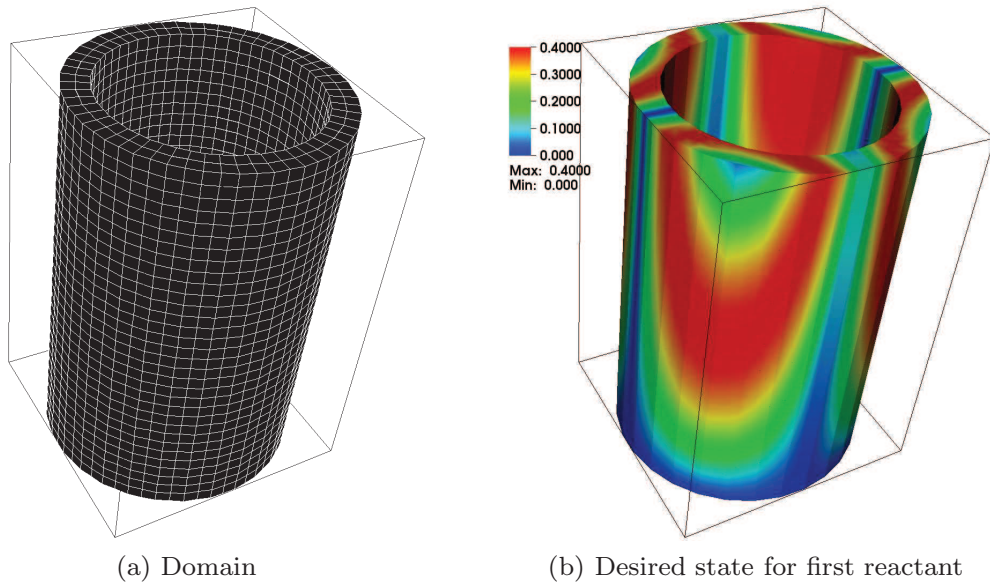 0.4000
0.3000
0.2000
0.1000
0.000
Max: 0.4000
Min: 0.000
(a) Domain
(b) Desired state for first reactant